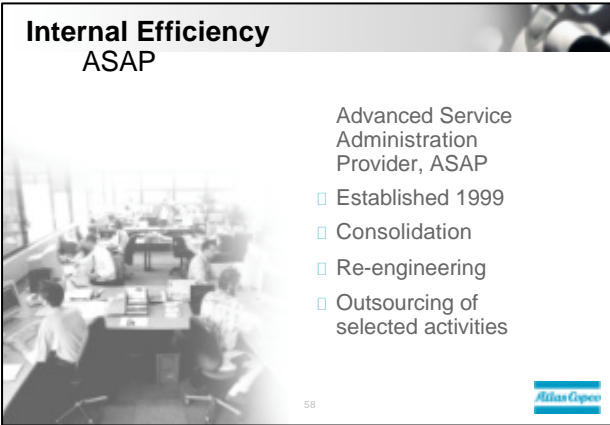 Internal Efficiency
ASAP
Advanced Service
Administration
Provider, ASAP
Established 1999
Consolidation
Re-engineering
Outsourcing of
selected activities
58
Atlas Copco